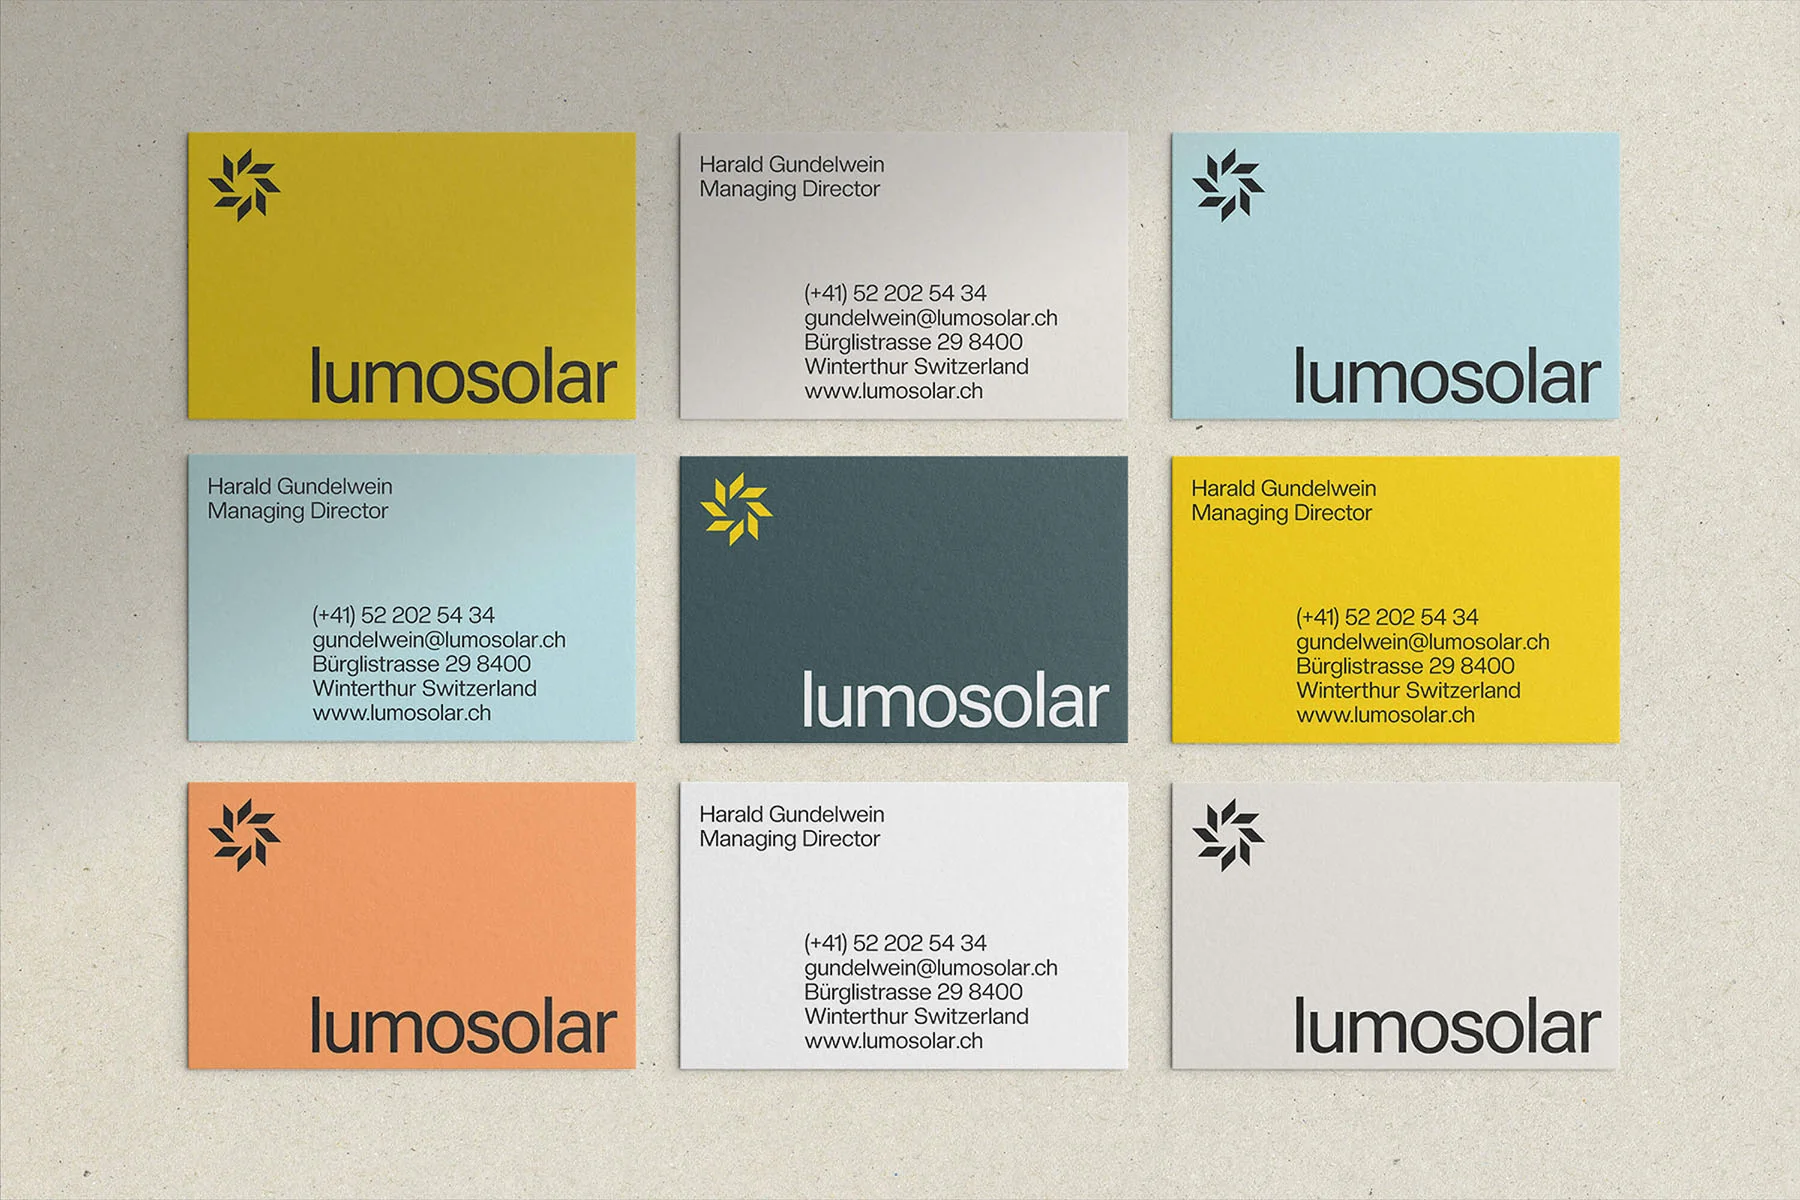 lumosolar
Harald Gundelwein
Managing Director
(+41) 52 202 54 34
gundelwein@lumosolar.ch
Bürglistrasse 29 8400
Winterthur Switzerland
www.lumosolar.ch
lumosolar
Harald Gundelwein
Managing Director
(+41) 52 202 54 34
gundelwein@lumosolar.ch
Bürglistrasse 29 8400
Winterthur Switzerland
www.lumosolar.ch
lumosolar
Harald Gundelwein
Managing Director
(+41) 52 202 54 34
gundelwein@lumosolar.ch
Bürglistrasse 29 8400
Winterthur Switzerland
www.lumosolar.ch
lumosolar
Harald Gundelwein
Managing Director
(+41) 52 202 54 34
gundelwein@lumosolar.ch
Bürglistrasse 29 8400
Winterthur Switzerland
www.lumosolar.ch
lumosolar